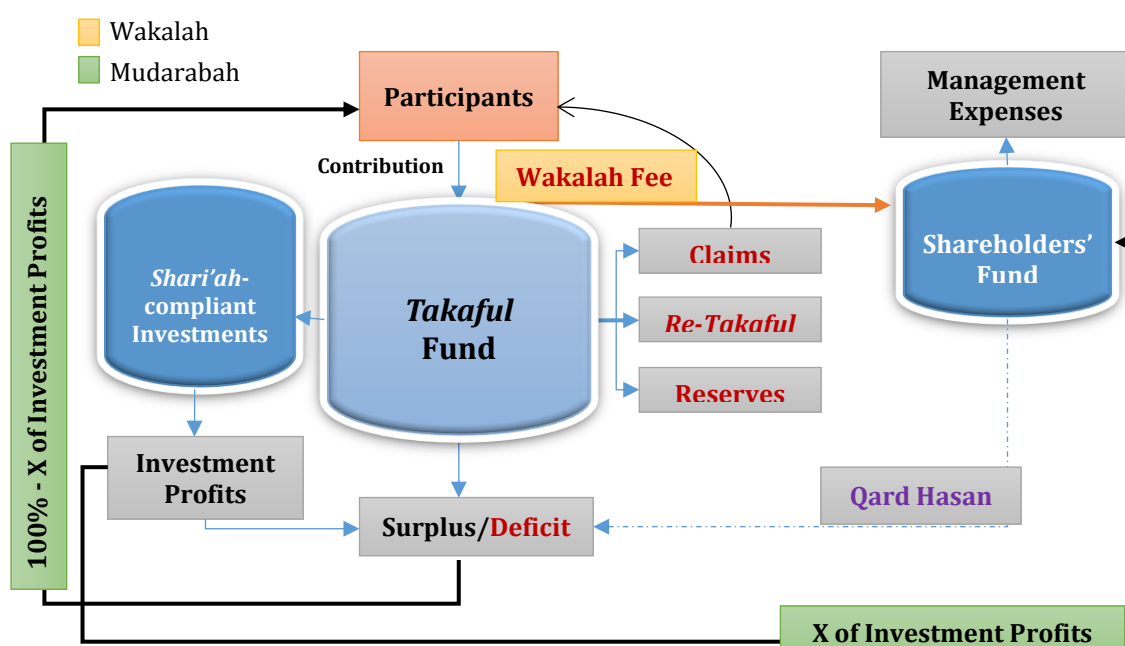 Wakalah
Mudarabah
Participants
Management
Expenses
Contribution
Wakalah Fee
100% - X of Investment Profits
Shari'ah-
compliant
Investments
Takaful
Fund
Claims
Re-Takaful
Reserves
Shareholders'
Fund
Investment
Profits
Surplus/Deficit
Qard Hasan
X of Investment Profits